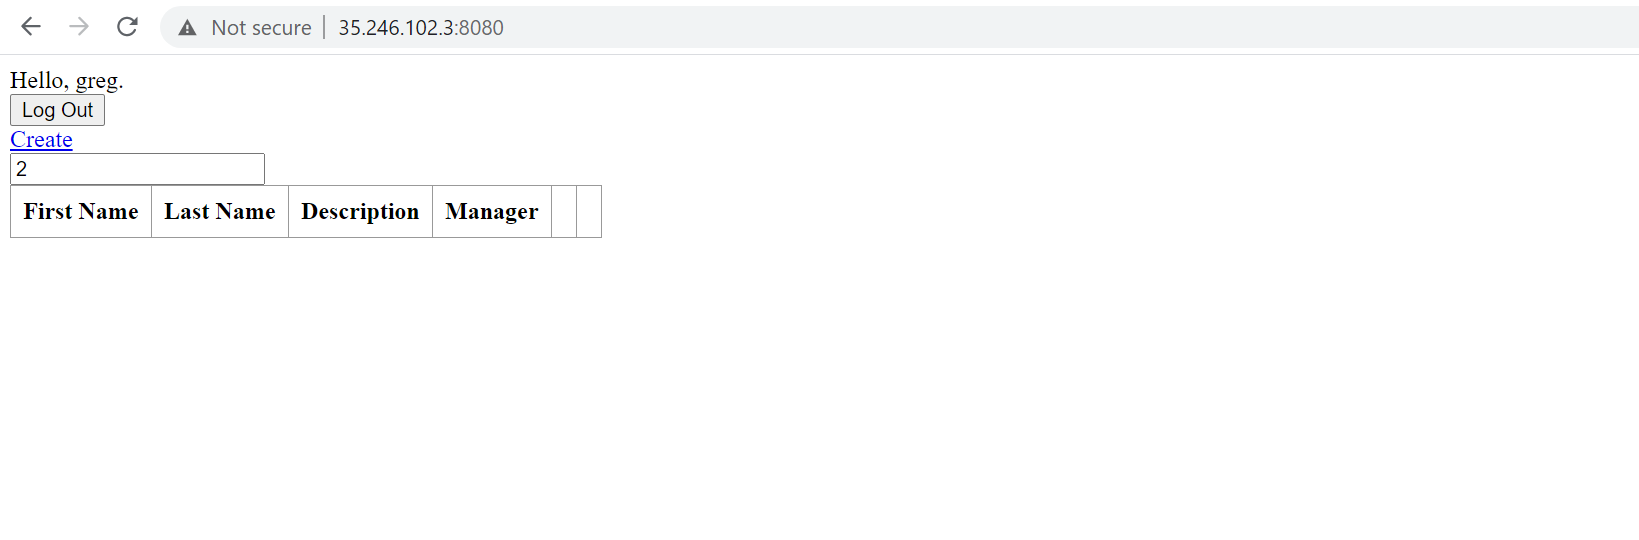 Not secure | 35.246.102.3:8080
Hello, greg.
Log Out
Create
2
First Name Last Name Description Manager